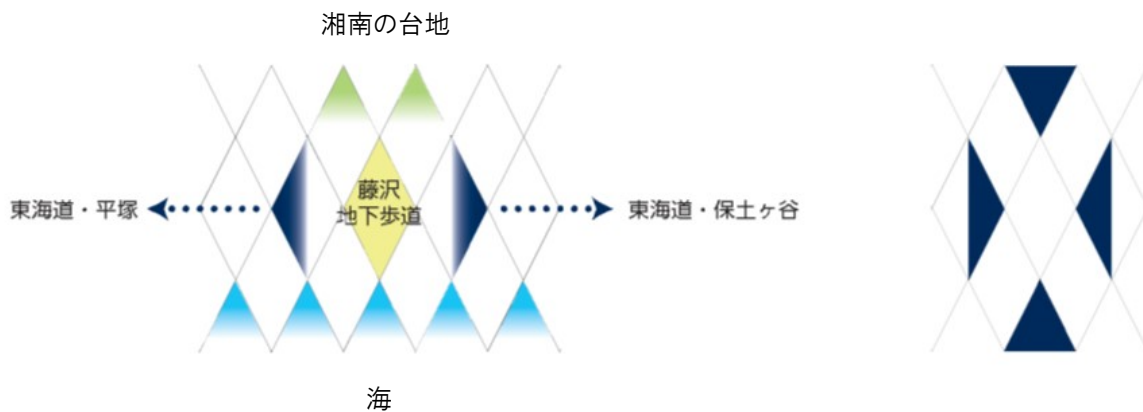 湘南の台地
東海道・平塚
藤沢
地下歩道
東海道・保土ヶ谷
海